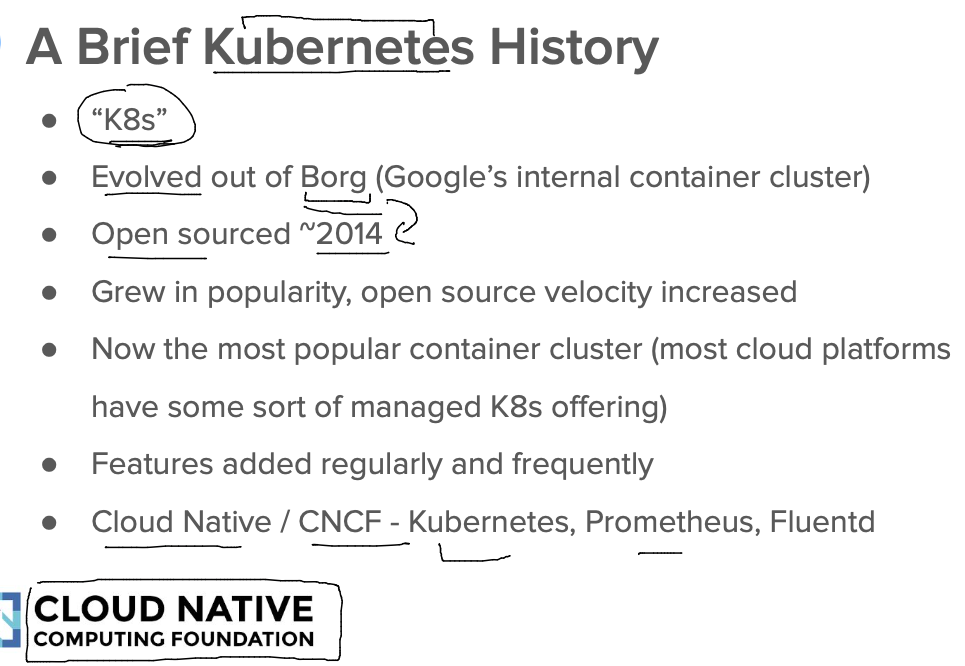 A Brief Kubernetes History
● “K8s”
● Evolved out of Borg (Google’s internal container cluster)
● Open sourced ~2014
● Grew in popularity, open source velocity increased
● Now the most popular container cluster (most cloud platforms
have some sort of managed K8s offering)
● Features added regularly and frequently
● Cloud Native / CNCF - Kubernetes, Prometheus, Fluentd
CLOUD NATIVE
COMPUTING FOUNDATION